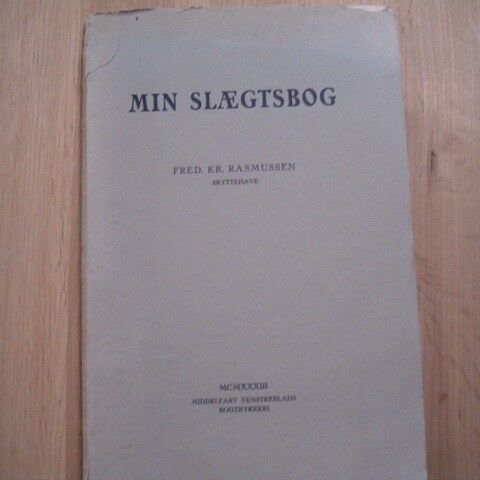 MIN SLÆGTSBOG
FRED. KR. RASMUSSEN
SKYTTEHAVE
MCMXXXIII
MIDDELFART VENSTREBLADS
BOGTRYKKERI